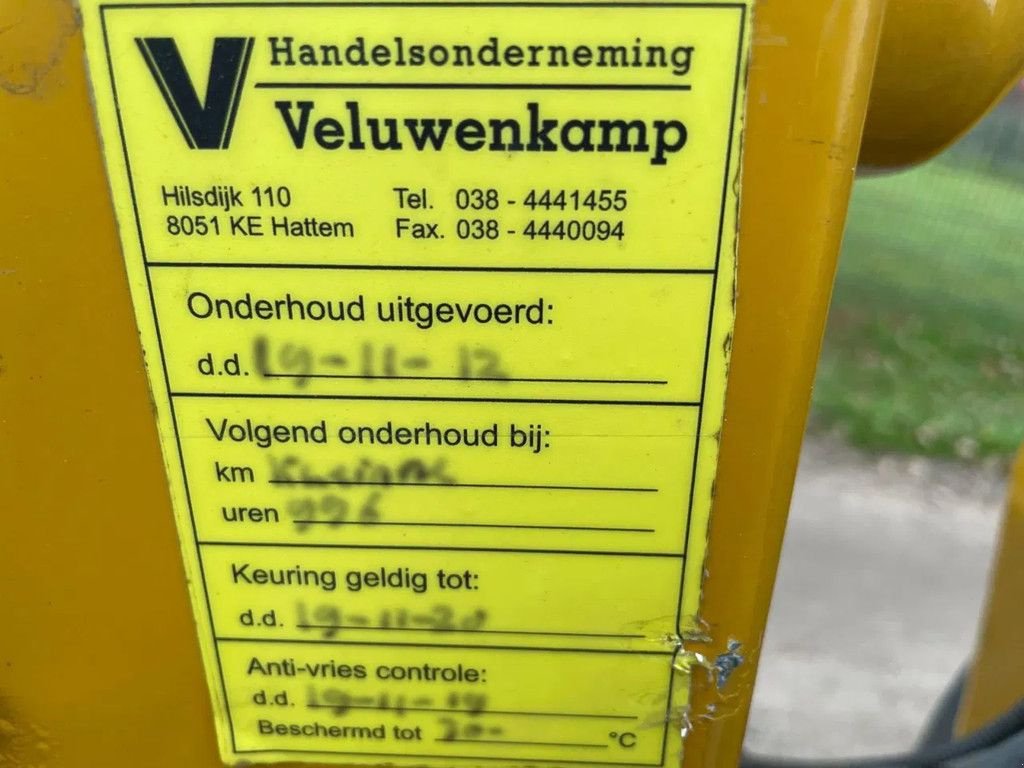 V Handelsonderneming
Veluwenkamp
Hilsdijk 110 Tel. 038 - 4441455
8051 KE Hattem Fax. 038 - 4440094
Onderhoud uitgevoerd:
d.d.
Volgend onderhoud bij:
km
uren
Keuring geldig tot:
d.d.
Anti-vries controle:
d.d.
Beschermd tot °C